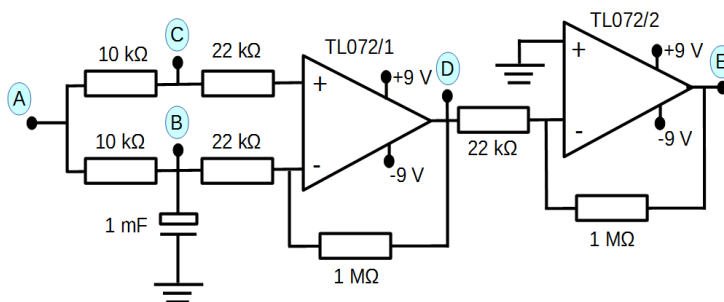 TL072/2
C
TL072/1
10 kΩ
22 kΩ
+
+9 V
E
+
+9 V
D
A
B
10 kΩ
22 kΩ
-
-9 V
22 kΩ
-
-9 V
1 mF
1 MΩ
1 MΩ